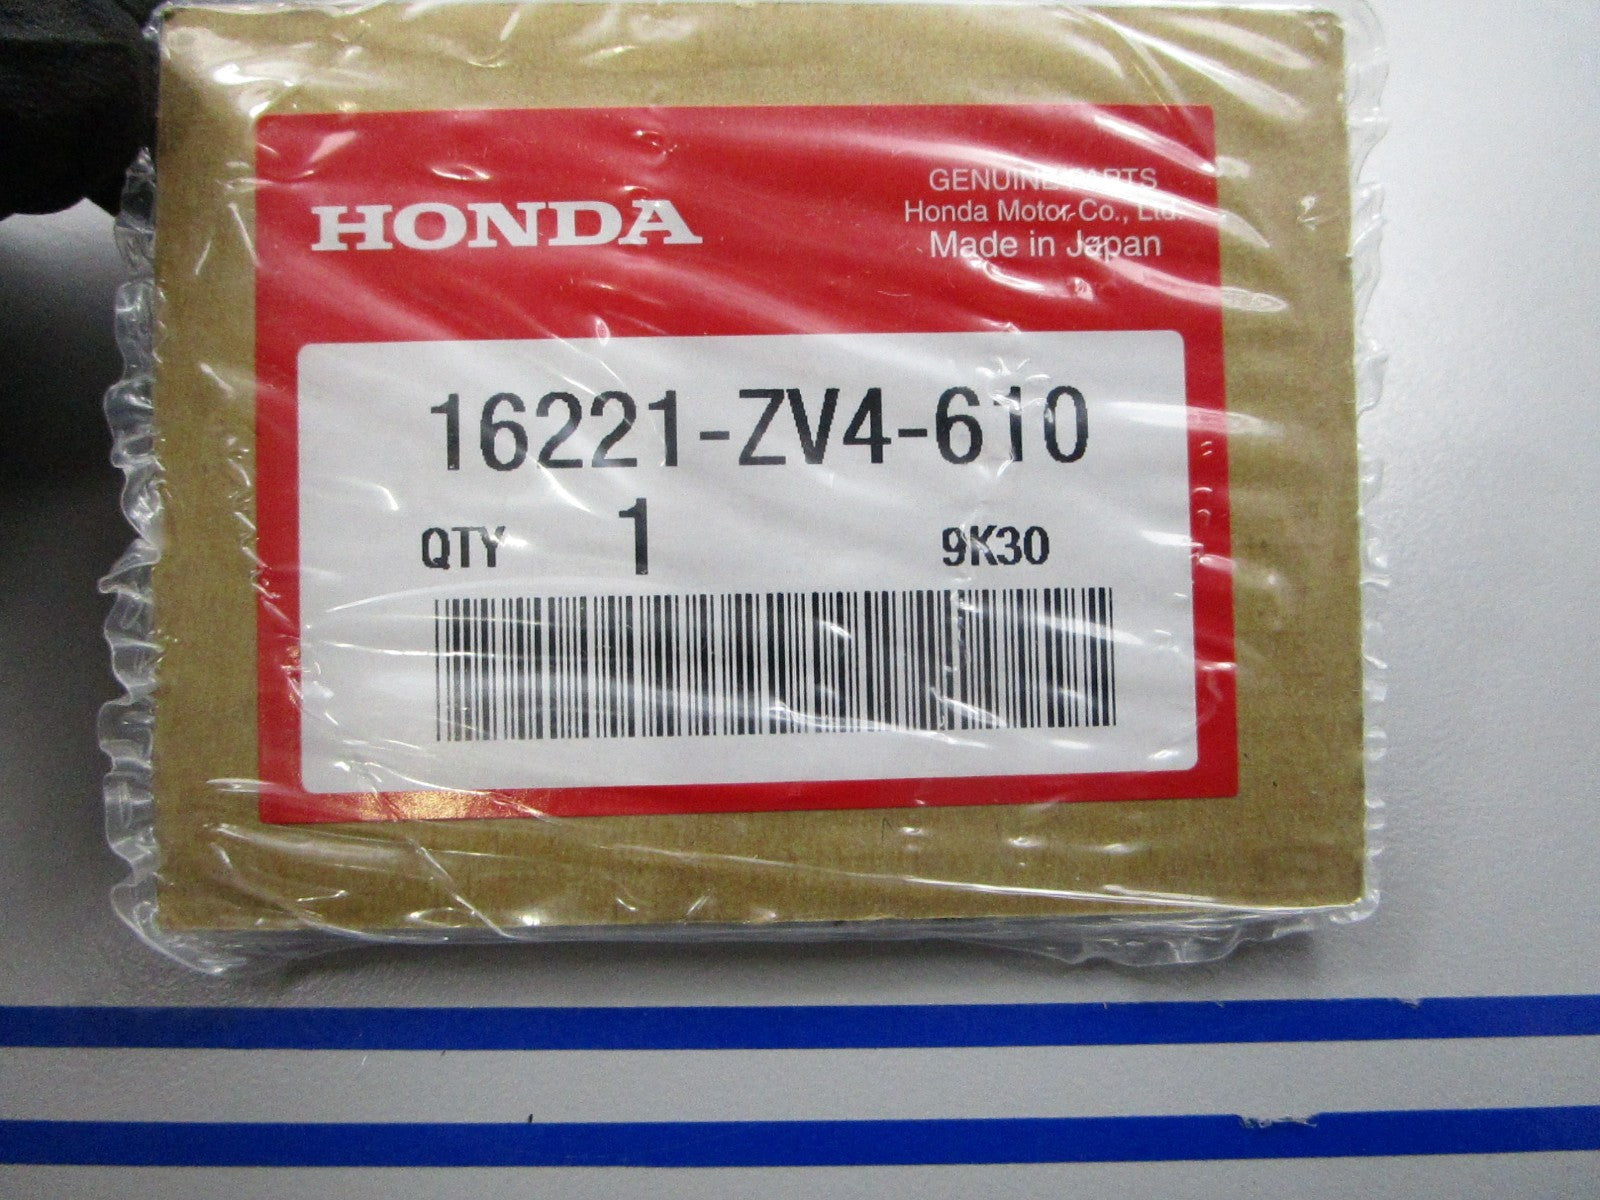 HONDA
GENUINE PARTS
Honda Motor Co., Ltd.
Made in Japan
16221-ZV4-610
QTY 1 9K30